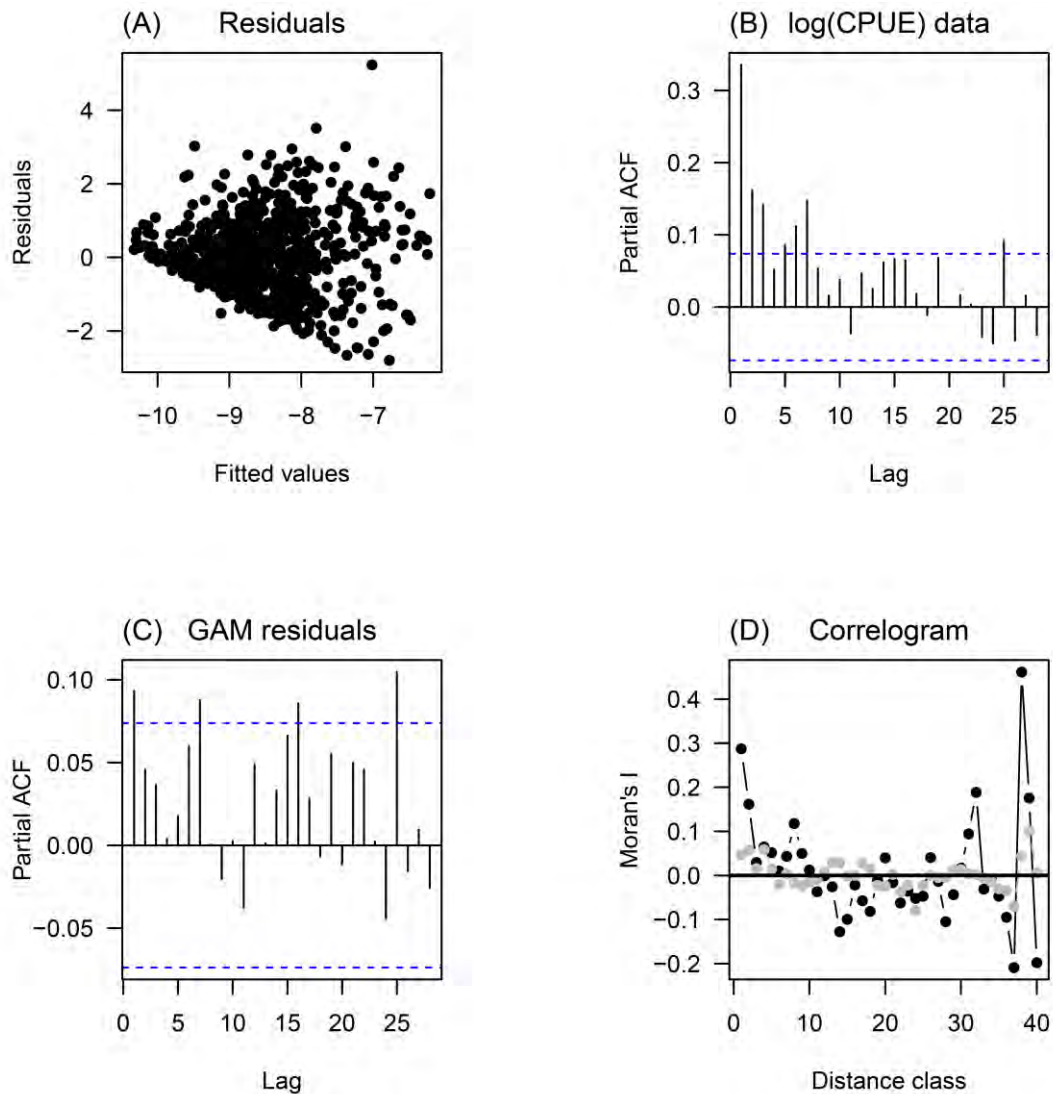 (A) Residuals
Residuals
4
2
0
−2
−10 −9 −8 −7
Fitted values
(B) log(CPUE) data
Partial ACF
0.3
0.2
0.1
0.0
0 5 10 15 20 25
Lag
(C) GAM residuals
Partial ACF
0.10
0.05
0.00
−0.05
0 5 10 15 20 25
Lag
(D) Correlogram
Moran's I
0.4
0.3
0.2
0.1
0.0
−0.1
−0.2
0 10 20 30 40
Distance class